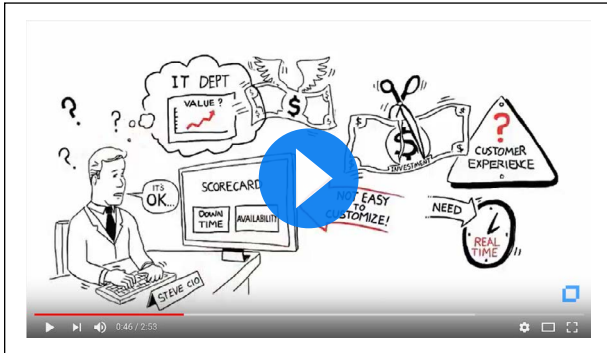 IT DEPT
VALUE ?
$
?
?
?
IT'S
OK...
SCORECARD
DOWN
TIME
AVAILABILITY
STEVE CIO
$
INVESTMENT
?
CUSTOMER
EXPERIENCE
NOT EASY
TO
CUSTOMIZE!
NEED
REAL
TIME
0:46 / 2:53